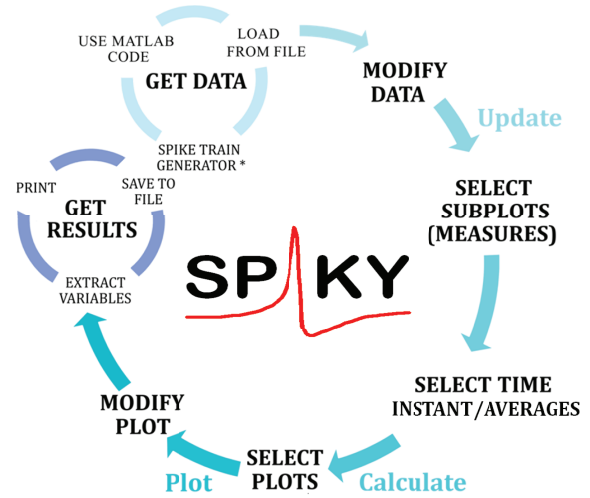 USE MATLAB
CODE
LOAD
FROM FILE
GET DATA
SPIKE TRAIN
GENERATOR *
MODIFY
DATA
Update
SELECT
SUBPLOTS
(MEASURES)
SELECT TIME
INSTANT/AVERAGES
Calculate
SELECT
PLOTS
Plot
MODIFY
PLOT
PRINT
SAVE TO
FILE
GET
RESULTS
EXTRACT
VARIABLES
SPIKY